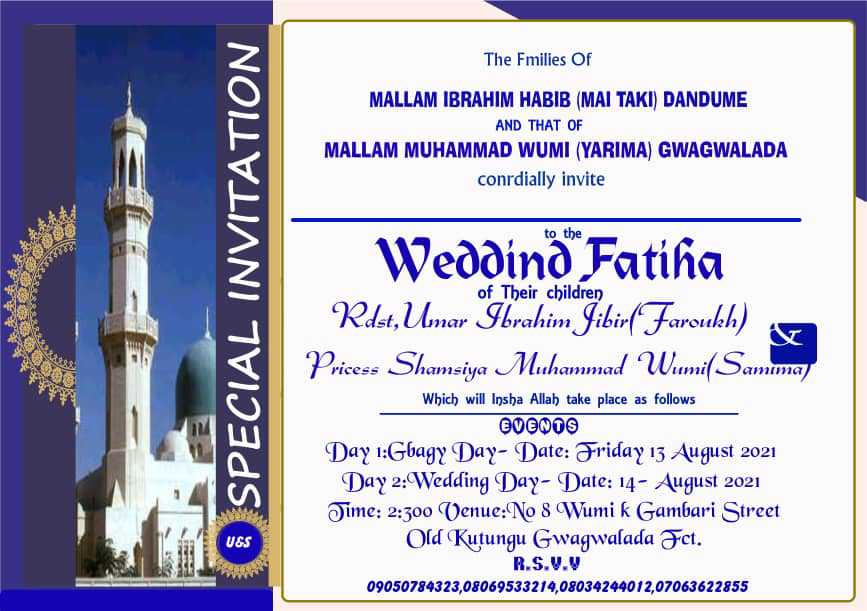 SPECIAL INVITATION
U&S
The Fmilies Of
MALLAM IBRAHIM HABIB (MAI TAKI) DANDUME
AND THAT OF
MALLAM MUHAMMAD WUMI (YARIMA) GWAGWALADA
conrdially invite
to the
Weddind Fatiha
of Their children
Rdst,Umar Ibrahim Jibir(Faroukh)
&
Pricess Shamsiya Muhammad Wumi(Samima)
Which will Insha Allah take place as follows
EVENTS
Day 1:Gbagy Day- Date: Friday 13 August 2021
Day 2:Wedding Day- Date: 14- August 2021
Time: 2:300 Venue:No 8 Wumi k Gambari Street
Old Kutungu Gwagwalada Fct.
R.S.V.V
09050784323,08069533214,08034244012,07063622855